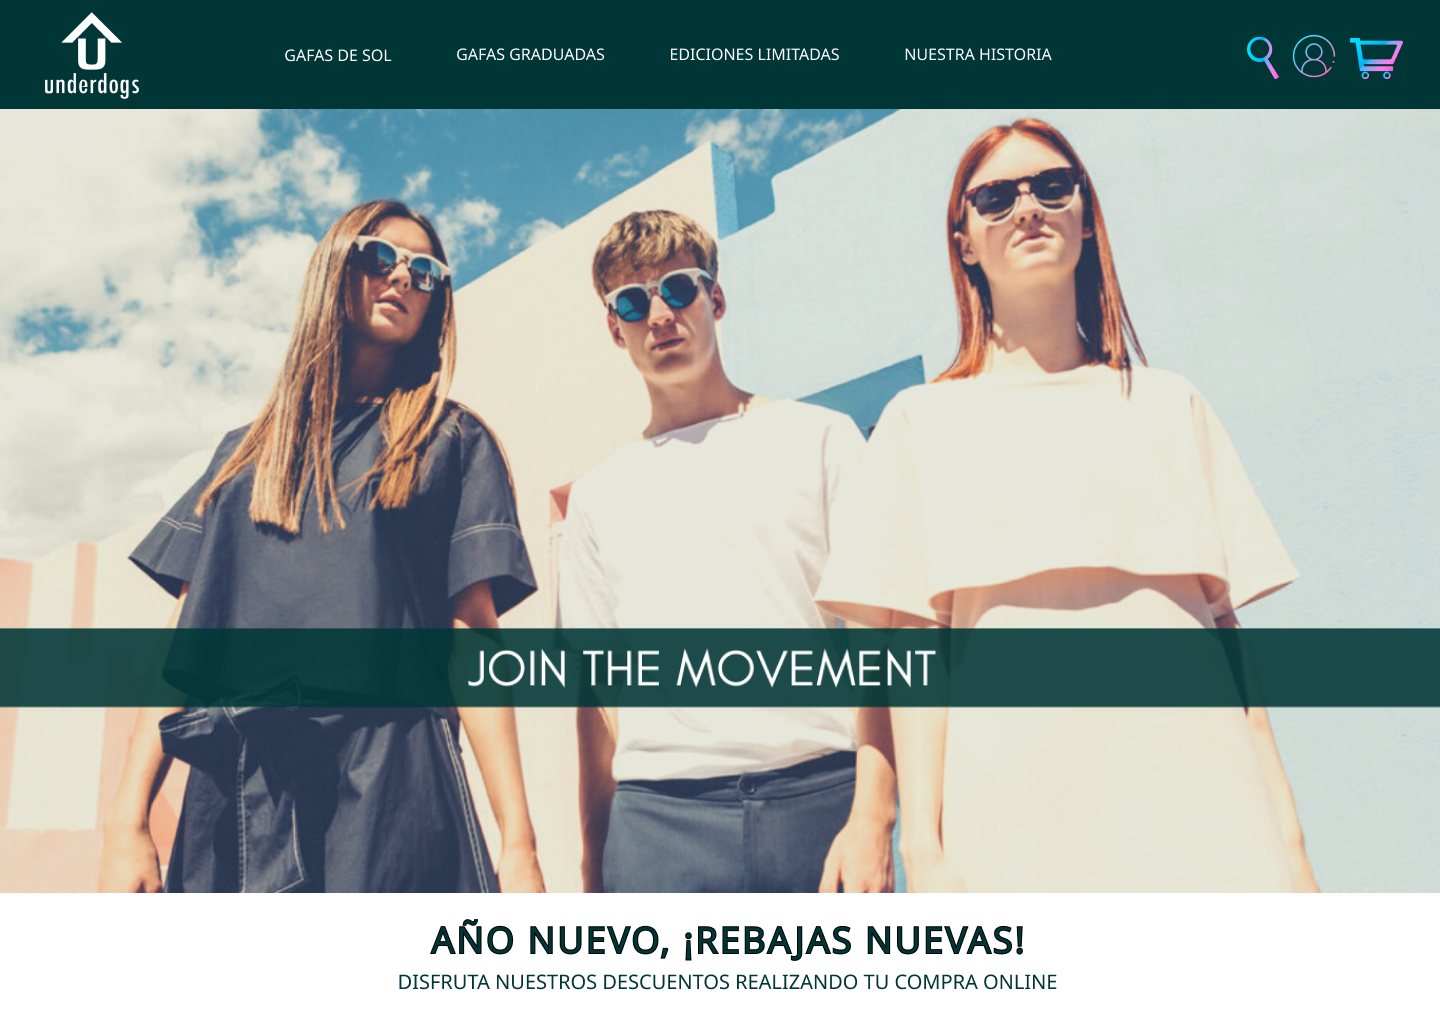 underdogs
GAFAS DE SOL
GAFAS GRADUADAS
EDICIONES LIMITADAS
NUESTRA HISTORIA
JOIN THE MOVEMENT
AÑO NUEVO, ¡REBAJAS NUEVAS!
DISFRUTA NUESTROS DESCUENTOS REALIZANDO TU COMPRA ONLINE